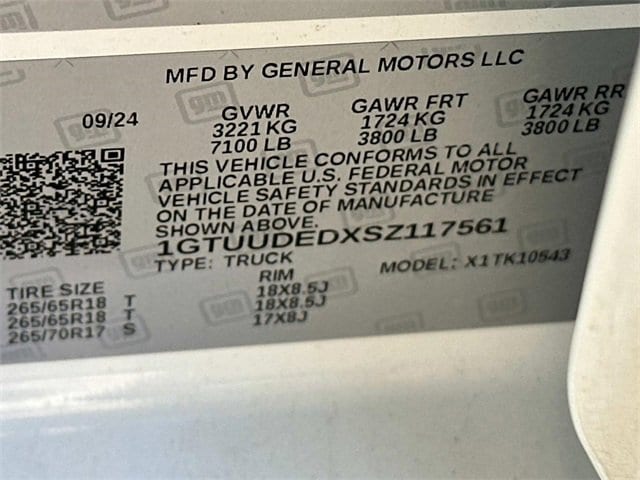 MFD BY GENERAL MOTORS LLC
09/24 GVWR GAWR FRT GAWR RR
3221 KG 1724 KG 1724 KG
7100 LB 3800 LB 3800 LB
THIS VEHICLE CONFORMS TO ALL
APPLICABLE U.S. FEDERAL MOTOR
VEHICLE SAFETY STANDARDS IN EFFECT
ON THE DATE OF MANUFACTURE
SHOWN ABOVE.
1GTUUDEDXSZ117561
TYPE: TRUCK MODEL: X1TK10543
TIRE SIZE RIM
265/65R18 T 18X8.5J
265/65R18 T 18X8.5J
265/70R17 S 17X8J